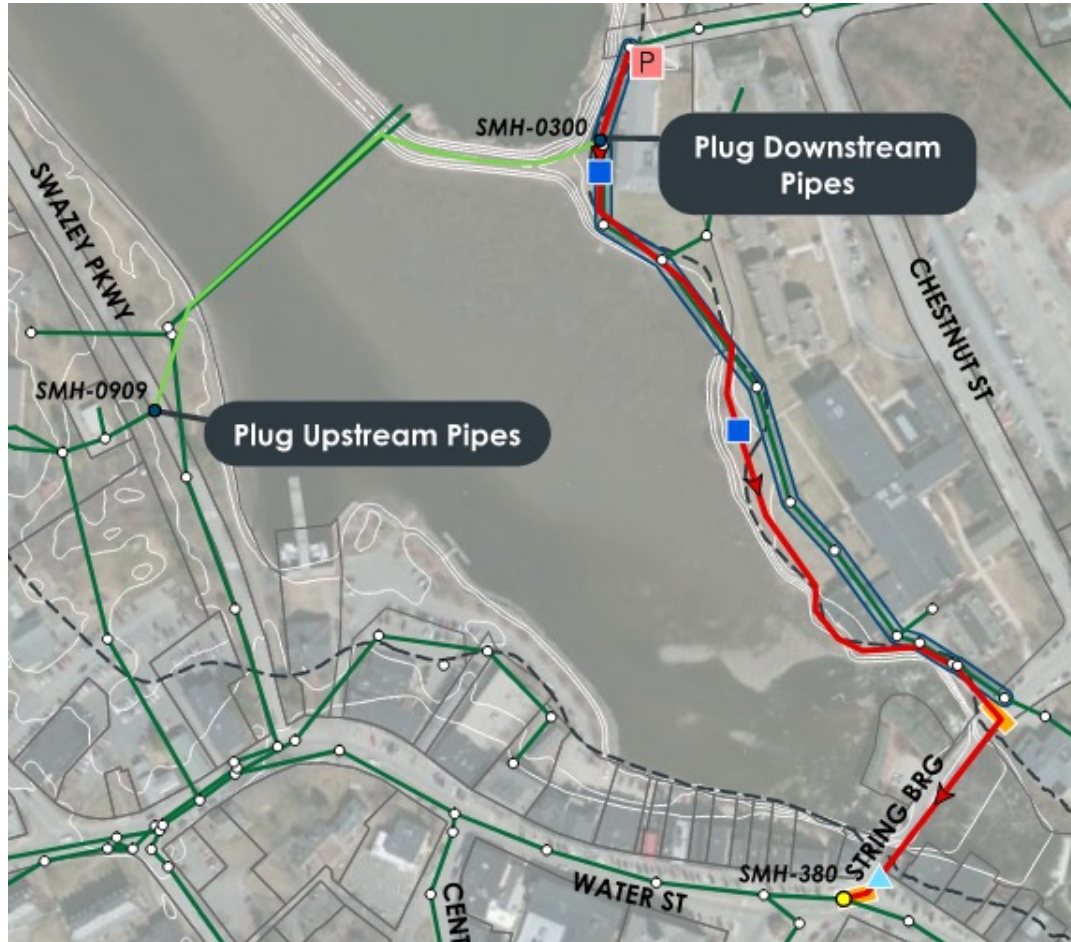 P
SMH-0300
Plug Downstream
Pipes
SWAZEY PKWY
CHESTNUT ST
SMH-0909
Plug Upstream Pipes
STRING BRG
SMH-380
WATER ST
CENT